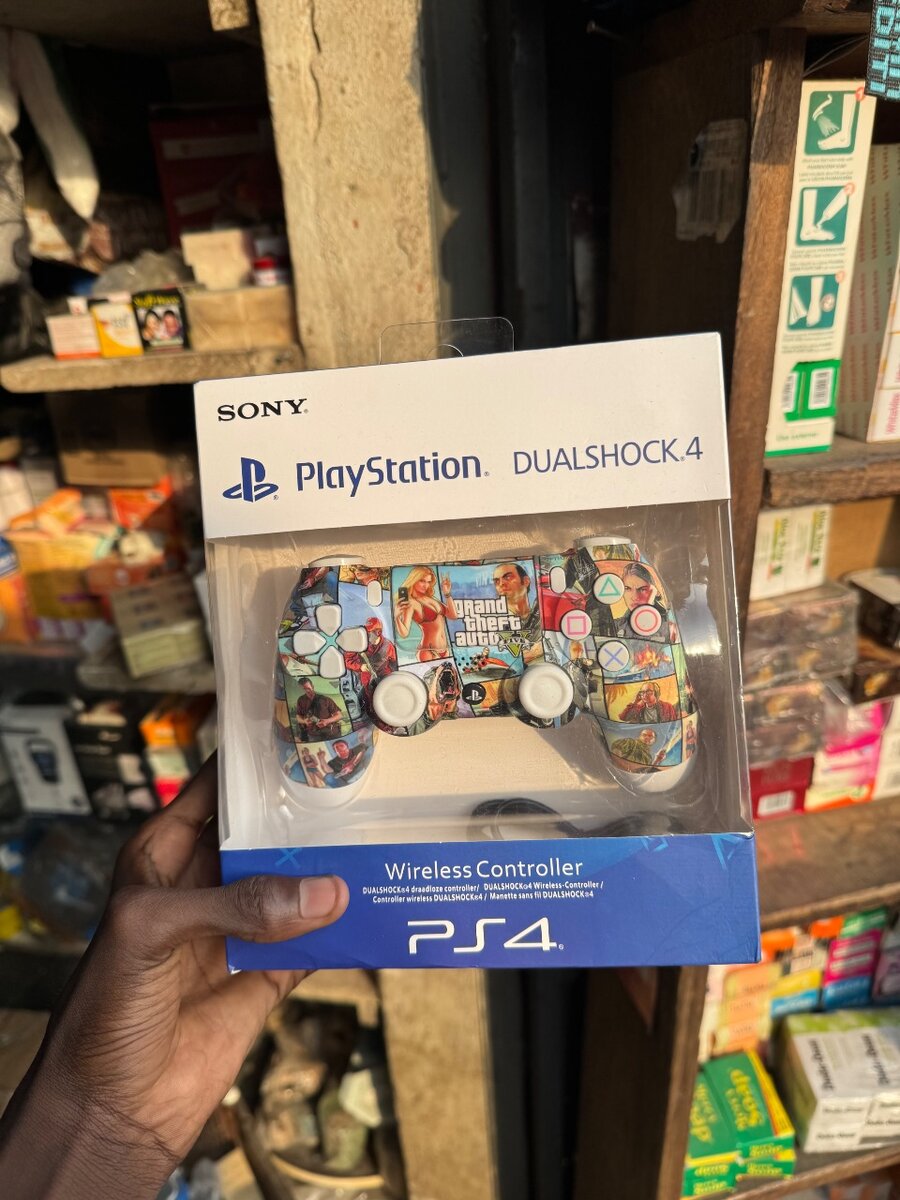 SONY®
PlayStation® DUALSHOCK®4
grand
theft
auto
FIVE
Wireless Controller
DUALSHOCK®4 draadloze controller/ DUALSHOCK®4 Wireless-Controller /
Controller wireless DUALSHOCK®4 / Manette sans fil DUALSHOCK®4
PS4®